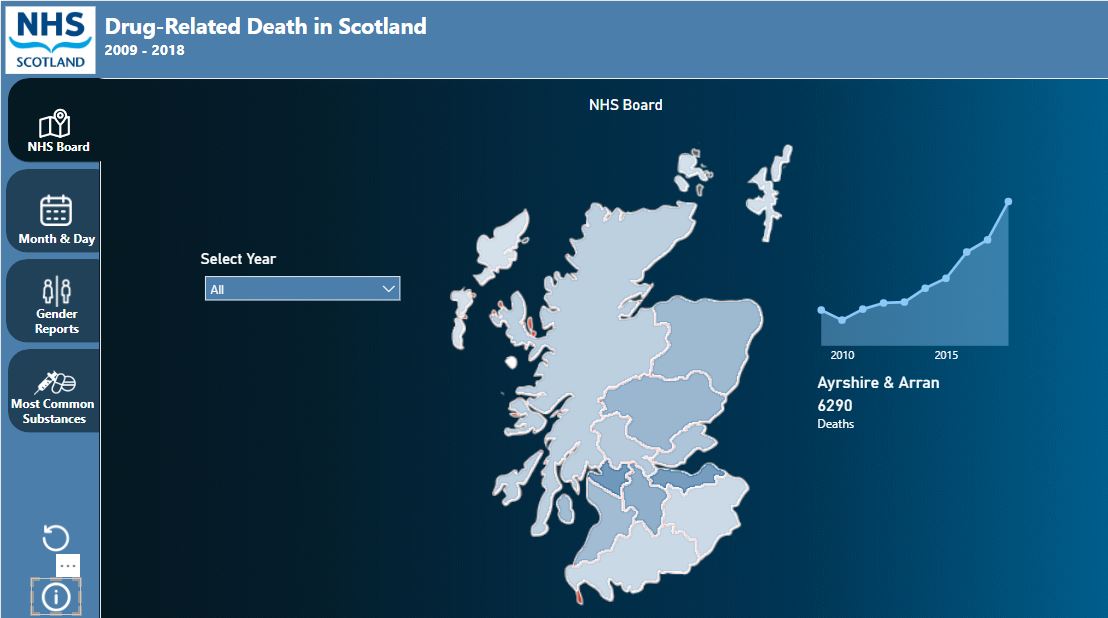 NHS
SCOTLAND
Drug-Related Death in Scotland
2009 - 2018
NHS Board
Month & Day
Gender
Reports
Most Common
Substances
NHS Board
Select Year
All
2010
2015
Ayrshire & Arran
6290
Deaths